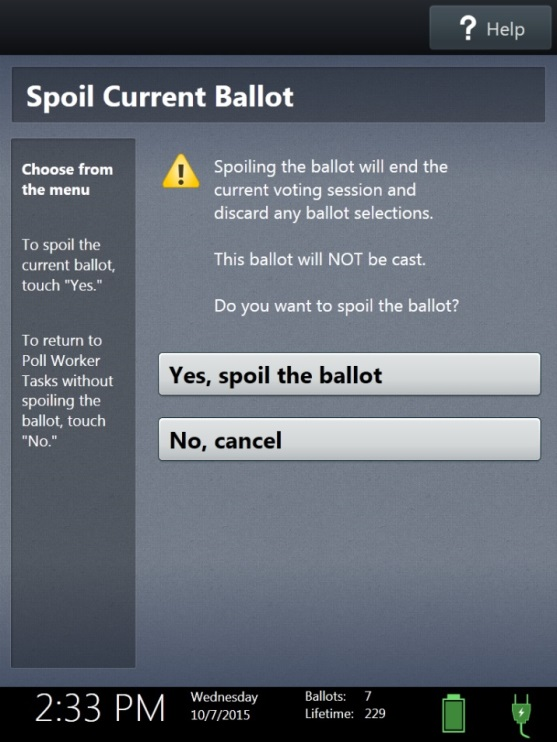 ? Help
Spoil Current Ballot
Choose from
the menu
To spoil the
current ballot,
touch "Yes."
To return to
Poll Worker
Tasks without
spoiling the
ballot, touch
"No."
Spoiling the ballot will end the
current voting session and
discard any ballot selections.
This ballot will NOT be cast.
Do you want to spoil the ballot?
Yes, spoil the ballot
No, cancel
2:33 PM
Wednesday
10/7/2015
Ballots: 7
Lifetime: 229